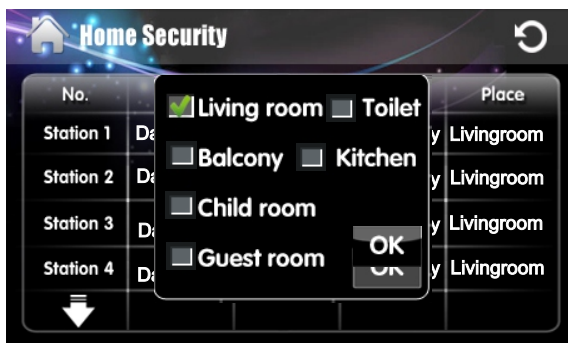 Home Security
No. Place
Living room Toilet
Station 1 Livingroom
Balcony Kitchen
Station 2 Livingroom
Child room
Station 3 Livingroom
OK
Guest room
Station 4 Livingroom